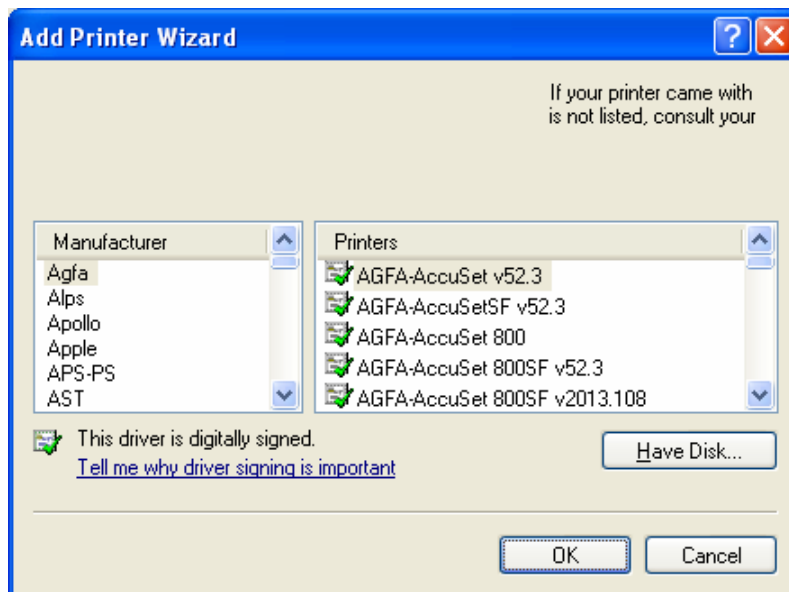 Add Printer Wizard
If your printer came with
is not listed, consult your
Manufacturer
Agfa
Alps
Apollo
Apple
APS-PS
AST
Printers
AGFA-AccuSet v52.3
AGFA-AccuSetSF v52.3
AGFA-AccuSet 800
AGFA-AccuSet 800SF v52.3
AGFA-AccuSet 800SF v2013.108
This driver is digitally signed.
Tell me why driver signing is important
Have Disk...
OK
Cancel